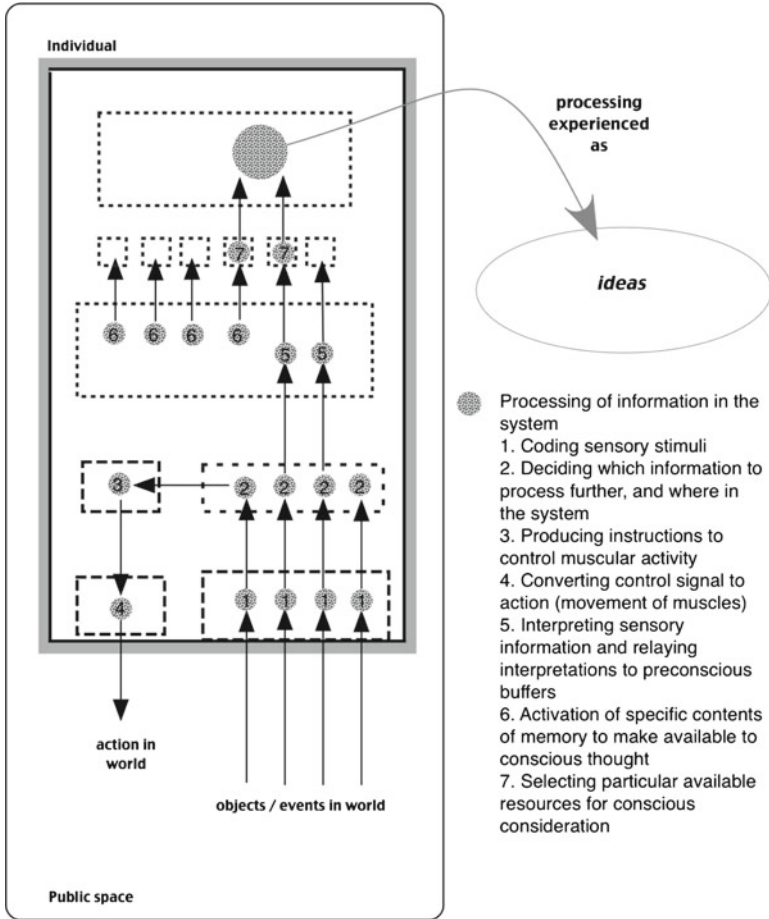 Individual
processing
experienced
as
7 7
ideas
6 6 6 6
5 5
3 2 2 2 2
4 1 1 1 1
action in
world
objects / events in world
Public space
Processing of information in the
system
1. Coding sensory stimuli
2. Deciding which information to
process further, and where in
the system
3. Producing instructions to
control muscular activity
4. Converting control signal to
action (movement of muscles)
5. Interpreting sensory
information and relaying
interpretations to preconscious
buffers
6. Activation of specific contents
of memory to make available to
conscious thought
7. Selecting particular available
resources for conscious
consideration